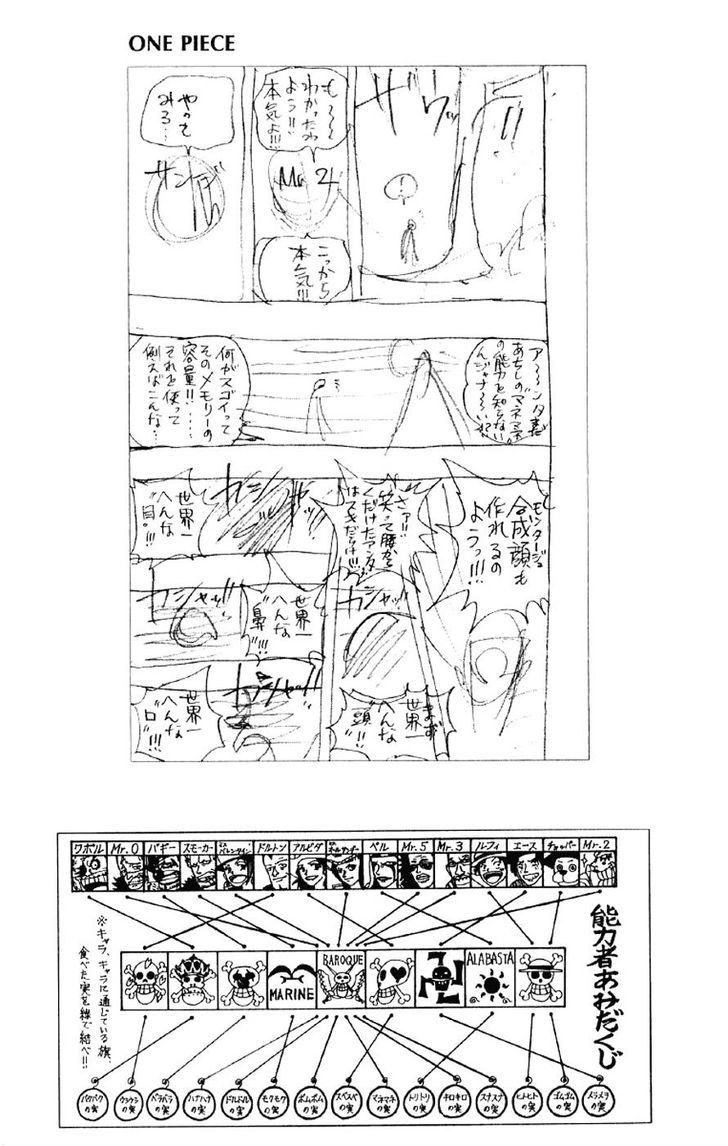 ONE PIECE
!!
ザワッ
!
も〜〜〜
わかったわ
よう!!
本気よ!!!
Mr 2
こっから
本気!!!
やって
みろ…
サンジ
ア〜〜〜ンタ
あちしのマネマネ
の能力を知らない
んじゃナ〜〜い!?
何がスゴイって
そのメモリーの
容量!!……
それを使って
例えばこんな…
モンタージュ
合成顔も
作れるの
ようっ!!!
さァ!!
笑って腰から
くだけたアンタ
はスキだらけ!!!
カシャッ!!
まず
世界一
へんな
"頭"!!!
カシャッ
世界一
へんな
"目"!!!
カシャッ!!
世界一
へんな
"鼻"!!!
カシャッ!!
世界一
へんな
"口"!!!
能力者あみだくじ
ワポル
Mr.0
バギー
スモーカー
ミス・バレンタイン
ドルトン
アルビダ
ミス・オールサンデー
ペル
Mr.5
Mr.3
ルフィ
エース
チョッパー
Mr.2
※キャラ、キャラに通じている旗、
食べた実を線で結べ!!
MARINE
BAROQUE
ALABASTA
バクバク
の実
ウシウシ
の実
バラバラ
の実
ハナハナ
の実
ドルドル
の実
モクモク
の実
ボムボム
の実
スベスベ
の実
マネマネ
の実
トリトリ
の実
キロキロ
の実
スナスナ
の実
ヒトヒト
の実
ゴムゴム
の実
メラメラ
の実